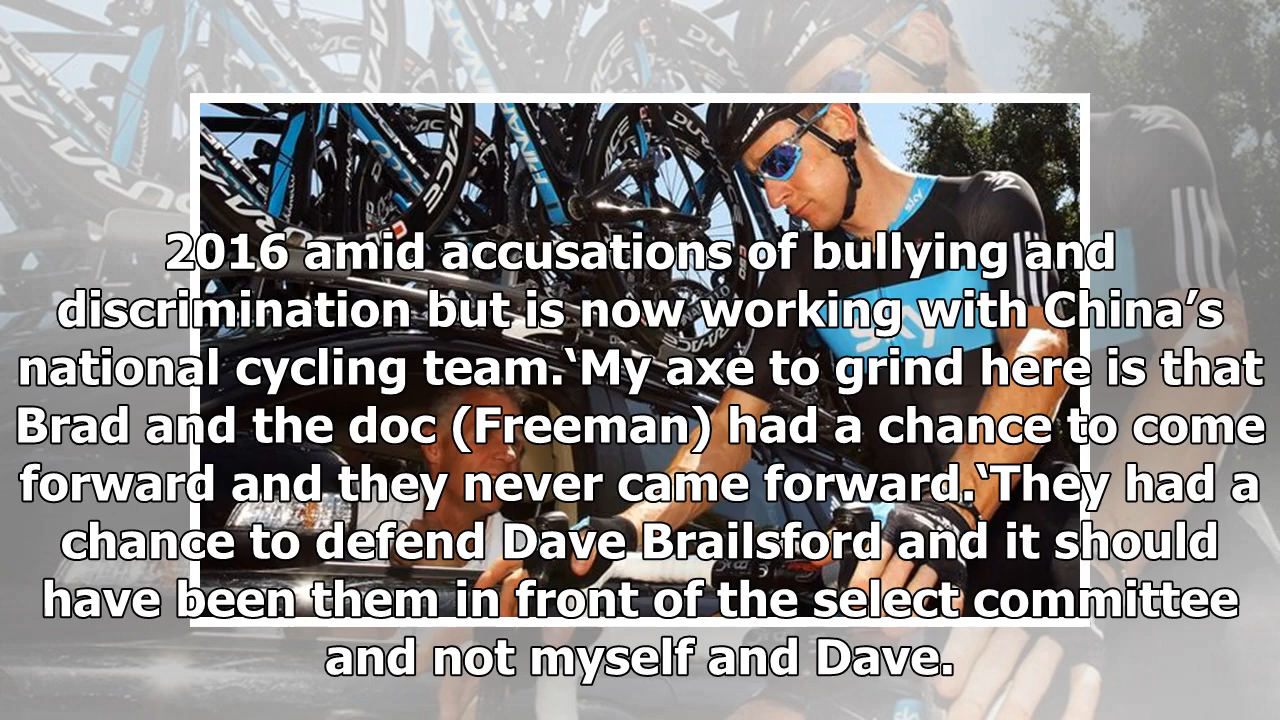 2016 amid accusations of bullying and
discrimination but is now working with China’s
national cycling team.‘My axe to grind here is that
Brad and the doc (Freeman) had a chance to come
forward and they never came forward.‘They had a
chance to defend Dave Brailsford and it should
have been them in front of the select committee
and not myself and Dave.
sky
sky